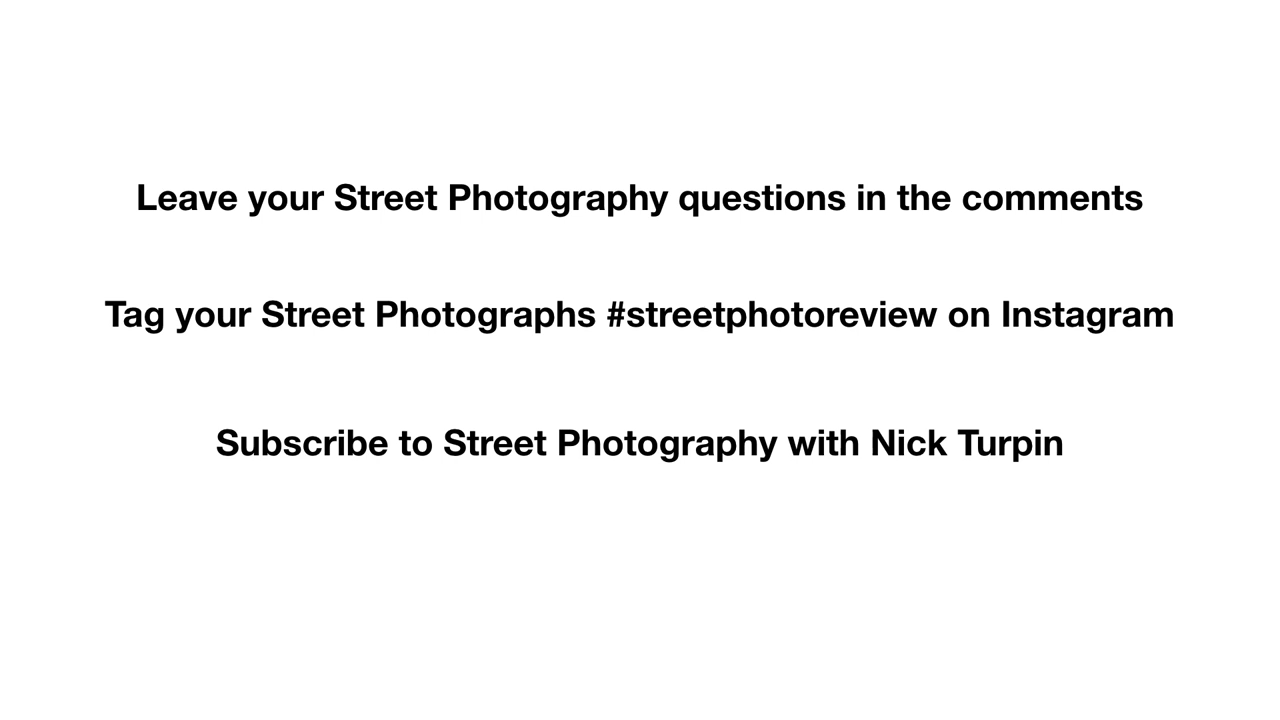 Leave your Street Photography questions in the comments
Tag your Street Photographs #streetphotoreview on Instagram
Subscribe to Street Photography with Nick Turpin